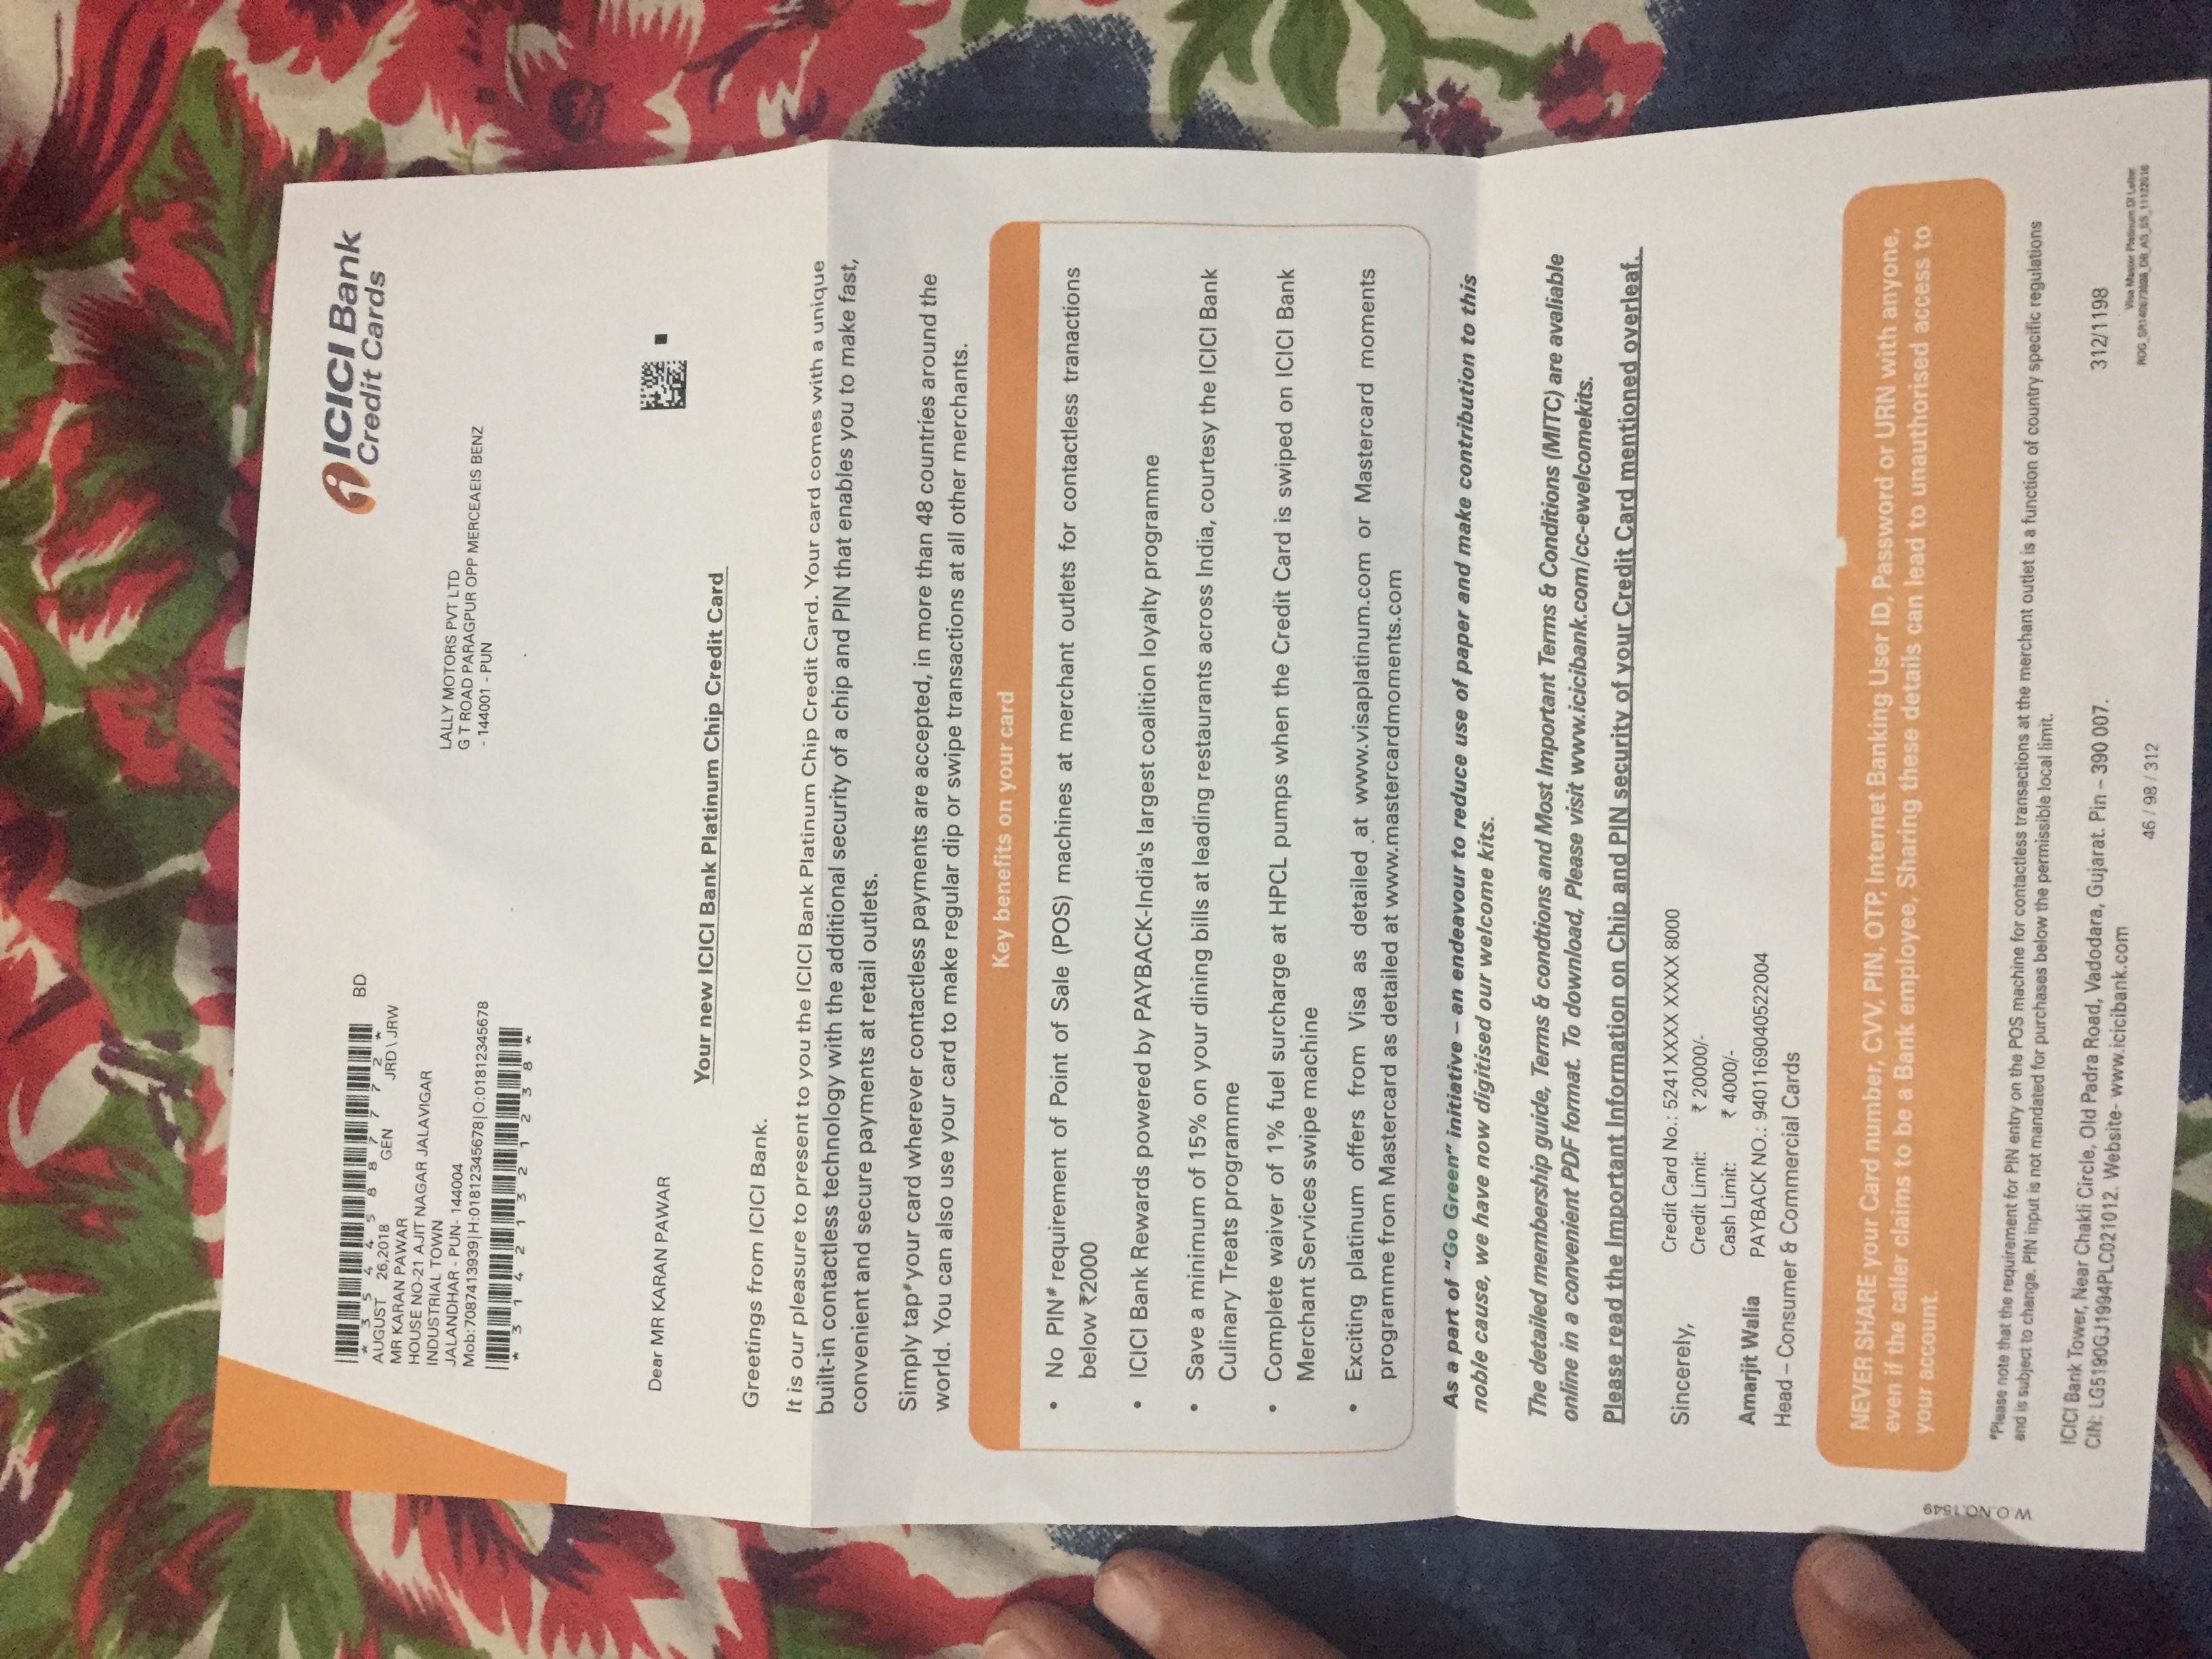 ICICI Bank
Credit Cards
BD
* 3 5 4 4 5 8 8 7 7 7 2 *
AUGUST 26,2018 GEN JRD\JRW
MR KARAN PAWAR
HOUSE NO-21 AJIT NAGAR JALAVIGAR
INDUSTRIAL TOWN
JALANDHAR - PUN- 144004
Mob:7087413939|H:01812345678|O:01812345678
* 3 1 4 2 1 3 2 1 2 3 8 *
LALLY MOTORS PVT LTD
G T ROAD PARAGPUR OPP MERCEAEIS BENZ
- 144001 - PUN
Dear MR KARAN PAWAR
Your new ICICI Bank Platinum Chip Credit Card
Greetings from ICICI Bank.
It is our pleasure to present to you the ICICI Bank Platinum Chip Credit Card. Your card comes with a unique
built-in contactless technology with the additional security of a chip and PIN that enables you to make fast,
convenient and secure payments at retail outlets.
Simply tap# your card wherever contactless payments are accepted, in more than 48 countries around the
world. You can also use your card to make regular dip or swipe transactions at all other merchants.
Key benefits on your card
• No PIN# requirement of Point of Sale (POS) machines at merchant outlets for contactless tranactions
below ₹2000
• ICICI Bank Rewards powered by PAYBACK-India's largest coalition loyalty programme
• Save a minimum of 15% on your dining bills at leading restaurants across India, courtesy the ICICI Bank
Culinary Treats programme
• Complete waiver of 1% fuel surcharge at HPCL pumps when the Credit Card is swiped on ICICI Bank
Merchant Services swipe machine
• Exciting platinum offers from Visa as detailed at www.visaplatinum.com or Mastercard moments
programme from Mastercard as detailed at www.mastercardmoments.com
As a part of "Go Green" initiative – an endeavour to reduce use of paper and make contribution to this
noble cause, we have now digitised our welcome kits.
The detailed membership guide, Terms & condtions and Most Important Terms & Conditions (MITC) are avaliable
online in a convenient PDF format. To download, Please visit www.icicibank.com/cc-ewelcomekits.
Please read the Important Information on Chip and PIN security of your Credit Card mentioned overleaf.
Sincerely,
Credit Card No.: 5241XXXX XXXX 8000
Credit Limit: ₹ 20000/-
Cash Limit: ₹ 4000/-
Amarjit Walia PAYBACK NO.: 9401169040522004
Head – Consumer & Commercial Cards
NEVER SHARE your Card number, CVV, PIN, OTP, Internet Banking User ID, Password or URN with anyone,
even if the caller claims to be a Bank employee, Sharing these details can lead to unauthorised access to
your account.
W.O.NO.1549
#Please note that the requirement for PIN entry on the POS machine for contactless transactions at the merchant outlet is a function of country specific regulations
and is subject to change. PIN input is not mandated for purchases below the permissible local limit.
ICICI Bank Tower, Near Chakli Circle, Old Padra Road, Vadodara, Gujarat. Pin – 390 007.
CIN: LG5190GJ1994PLC021012. Website- www.icicibank.com
312/1198
Visa Master Platinum DI Letter
46 / 98 / 312